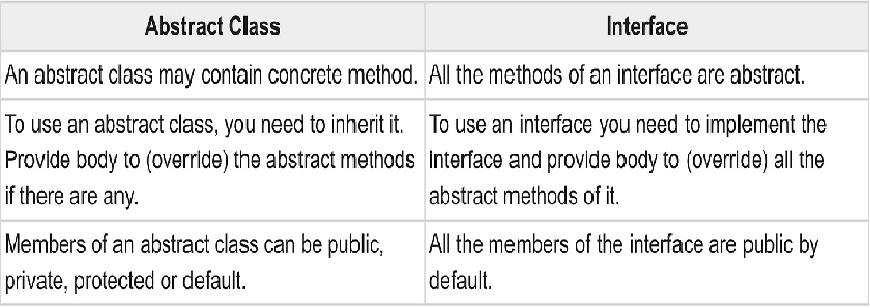 Abstract Class
Interface
An abstract class may contain concrete method.
All the methods of an interface are abstract.
To use an abstract class, you need to inherit it.
Provide body to (override) the abstract methods
if there are any.
To use an interface you need to implement the
interface and provide body to (override) all the
abstract methods of it.
Members of an abstract class can be public,
private, protected or default.
All the members of the interface are public by
default.